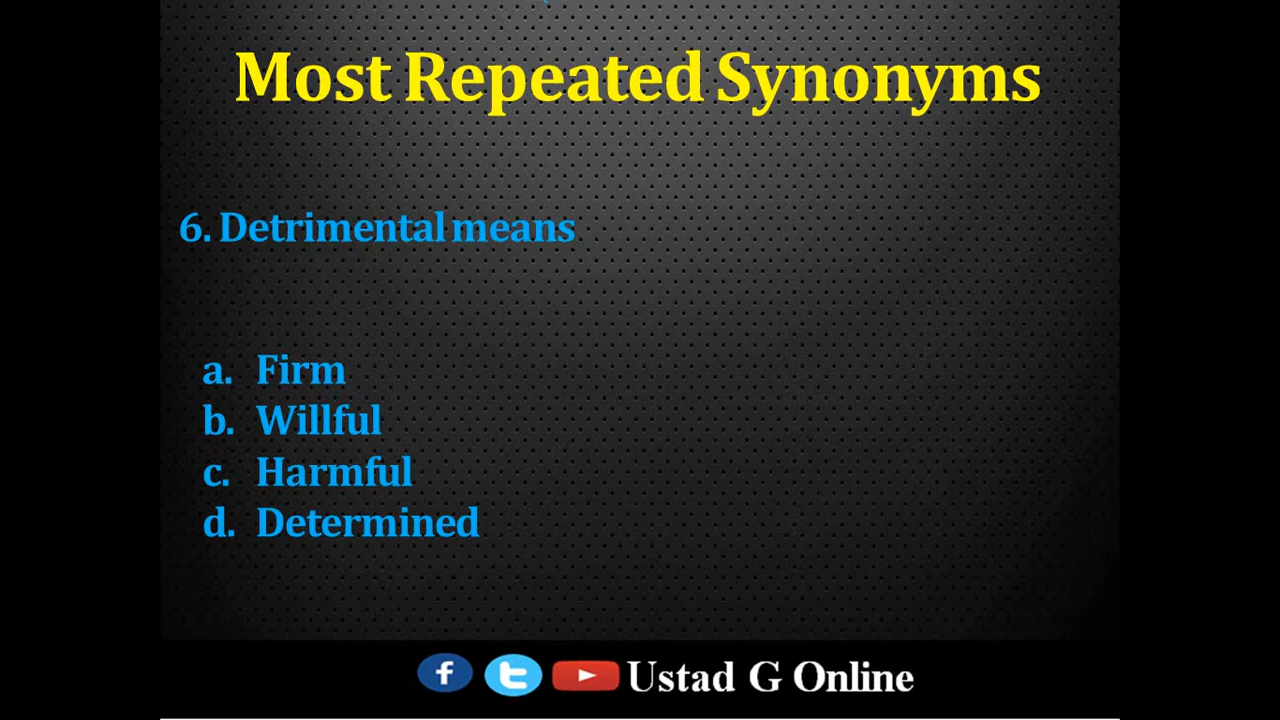 Most Repeated Synonyms
6. Detrimental means
a. Firm
b. Willful
c. Harmful
d. Determined
Ustad G Online